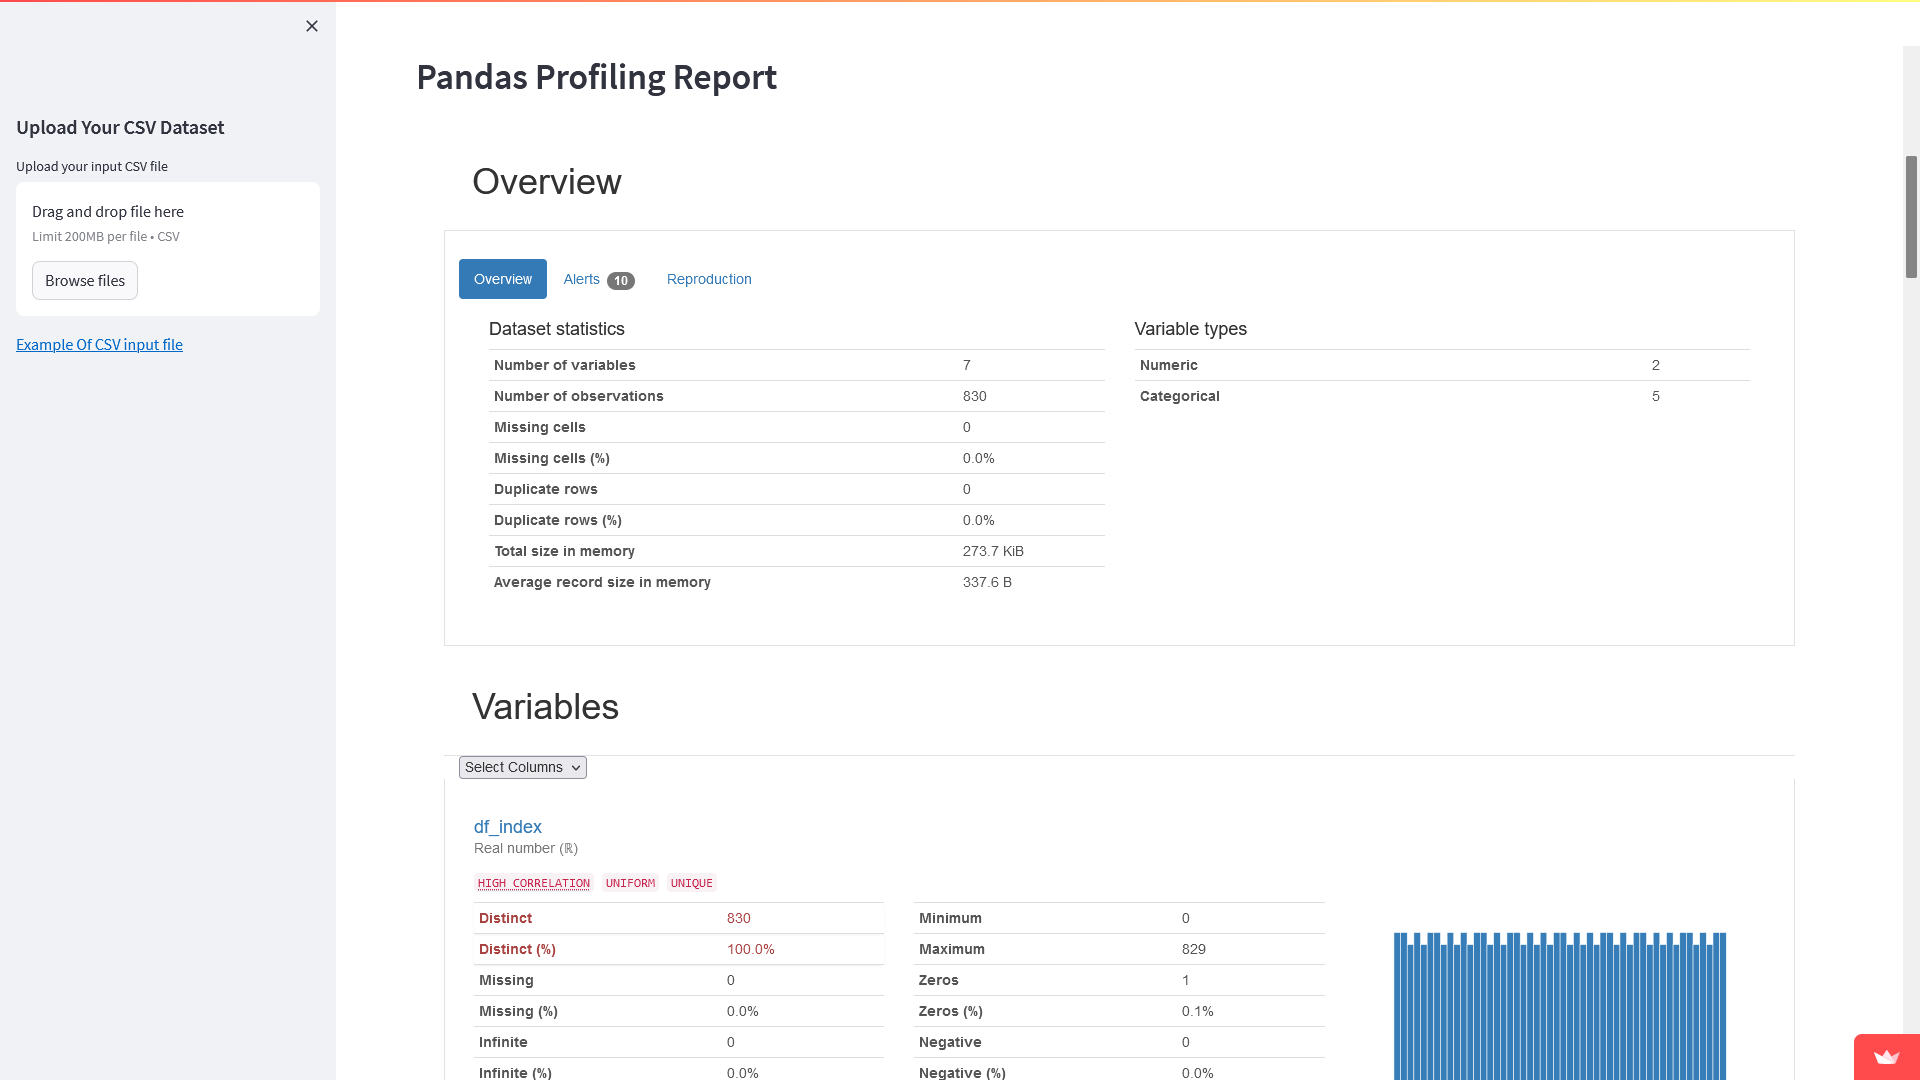 Upload Your CSV Dataset
Upload your input CSV file
Drag and drop file here
Limit 200MB per file • CSV
Browse files
Example Of CSV input file
Pandas Profiling Report
Overview
Overview Alerts 10 Reproduction
Dataset statistics
Number of variables 7
Number of observations 830
Missing cells 0
Missing cells (%) 0.0%
Duplicate rows 0
Duplicate rows (%) 0.0%
Total size in memory 273.7 KiB
Average record size in memory 337.6 B
Variable types
Numeric 2
Categorical 5
Variables
Select Columns
df_index
Real number (ℝ)
HIGH CORRELATION UNIFORM UNIQUE
Distinct 830
Distinct (%) 100.0%
Missing 0
Missing (%) 0.0%
Infinite 0
Infinite (%) 0.0%
Minimum 0
Maximum 829
Zeros 1
Zeros (%) 0.1%
Negative 0
Negative (%) 0.0%